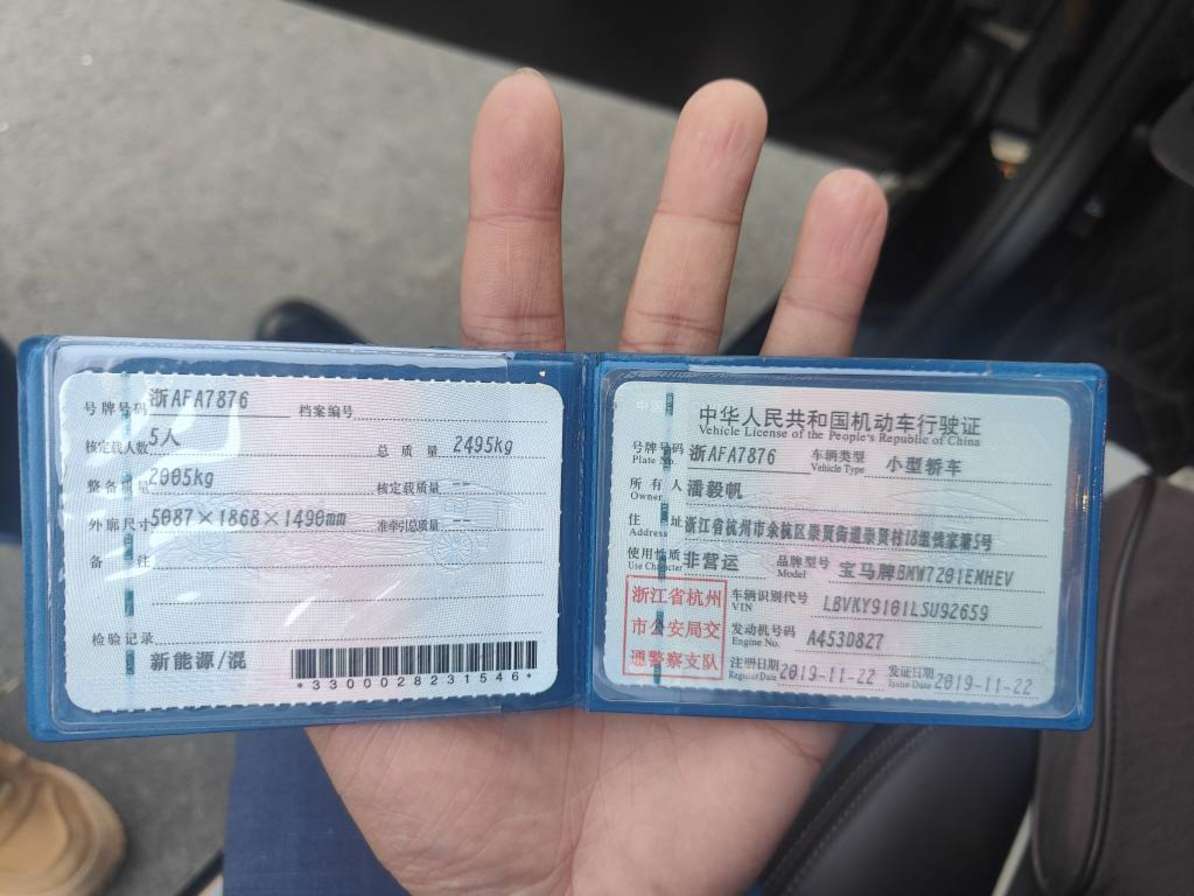 号牌号码 浙AFA7876 档案编号
核定载人数 5人 总质量 2495kg
整备质量 2005kg 核定载质量 --
外廓尺寸 5087×1868×1490mm 准牵引总质量 --
备注
检验记录
新能源/混
*3300028231546*
中华人民共和国机动车行驶证
Vehicle License of the People's Republic of China
号牌号码 浙AFA7876 车辆类型 小型轿车
Plate No. Vehicle Type
所有人 潘毅帆
Owner
住址 浙江省杭州市余杭区崇贤街道崇贤村18组钱家兜5号
Address
使用性质 非营运 品牌型号 宝马牌BMW7201EMHEV
Use Character Model
浙江省杭州
市公安局交
通警察支队
车辆识别代号 LBVKY9101LSU92659
VIN
发动机号码 A453D827
Engine No.
注册日期 2019-11-22 发证日期 2019-11-22
Register Date Issue Date